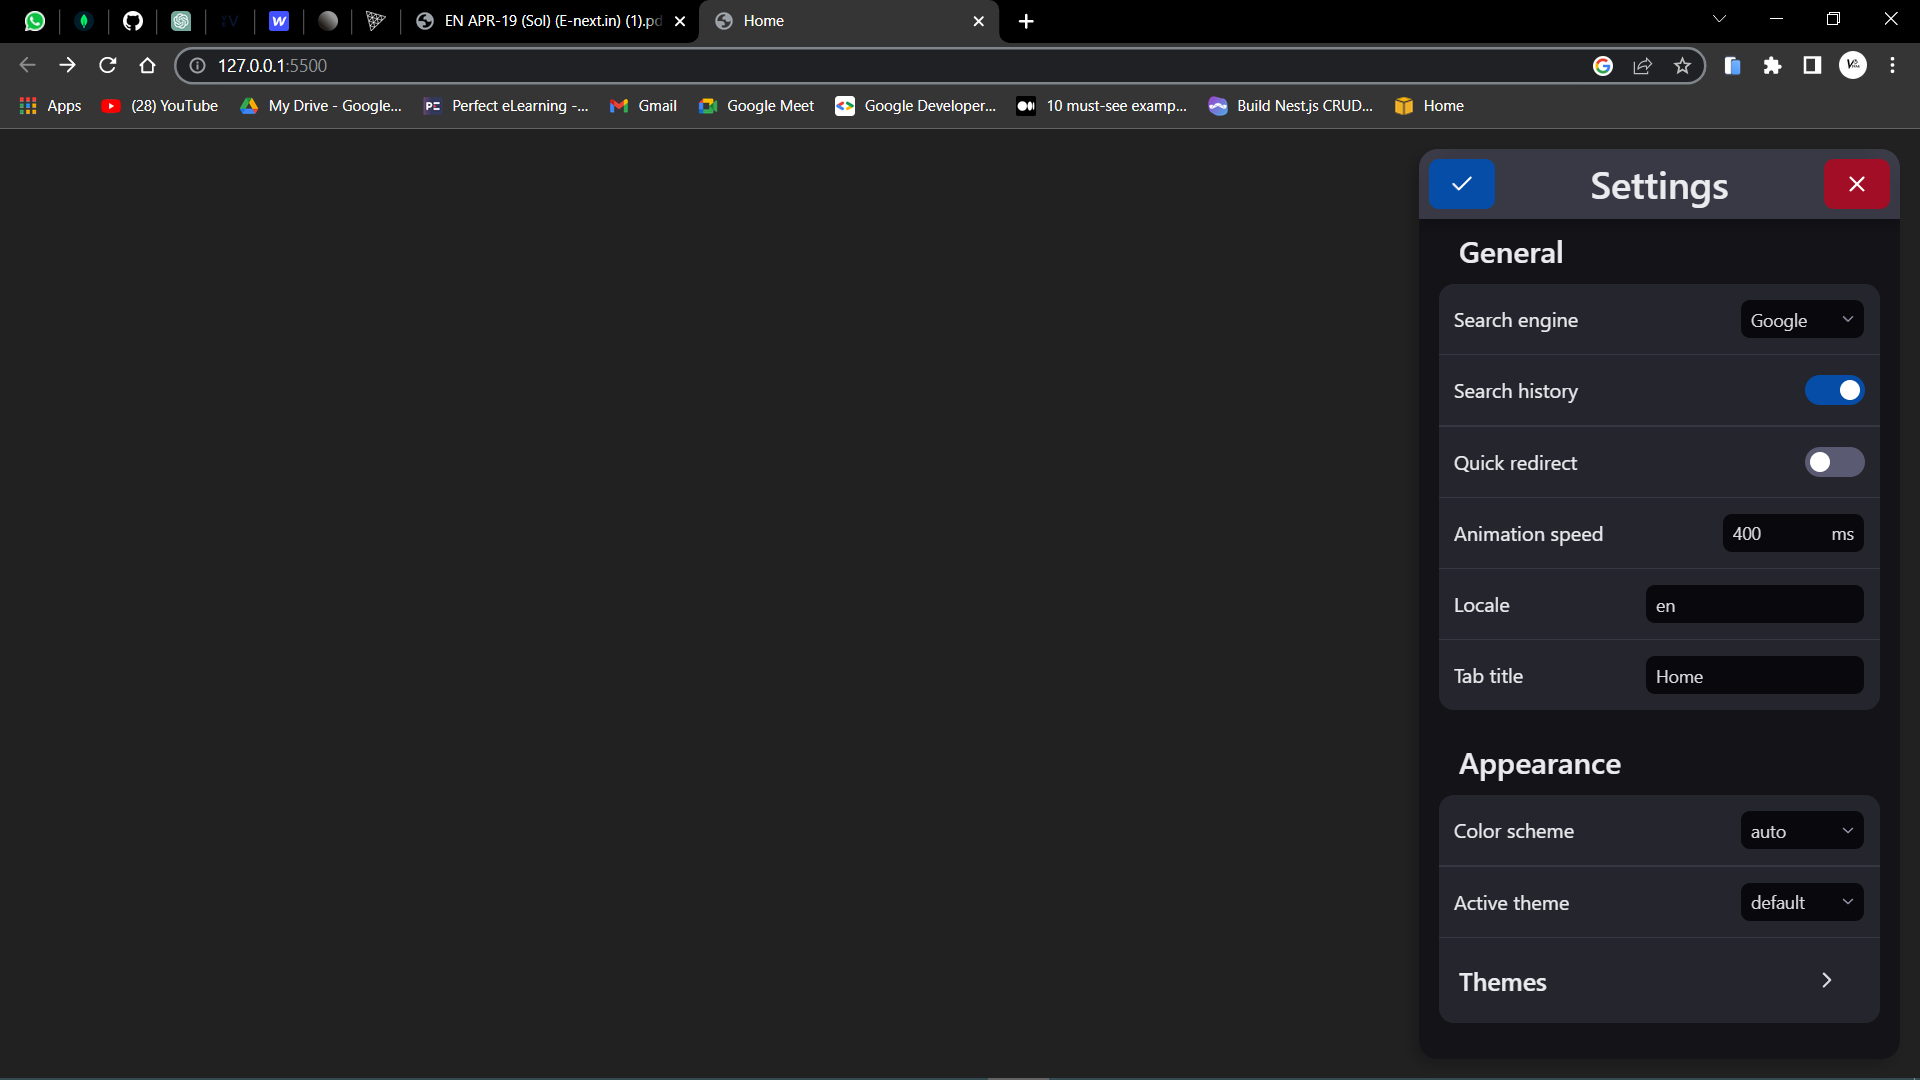 EN APR-19 (Sol) (E-next.in) (1).pd
Home
127.0.0.1:5500
Apps
(28) YouTube
My Drive - Google...
Perfect eLearning -...
Gmail
Google Meet
Google Developer...
10 must-see examp...
Build Nest.js CRUD...
Home
Settings
General
Search engine
Google
Search history
Quick redirect
Animation speed
400 ms
Locale
en
Tab title
Home
Appearance
Color scheme
auto
Active theme
default
Themes